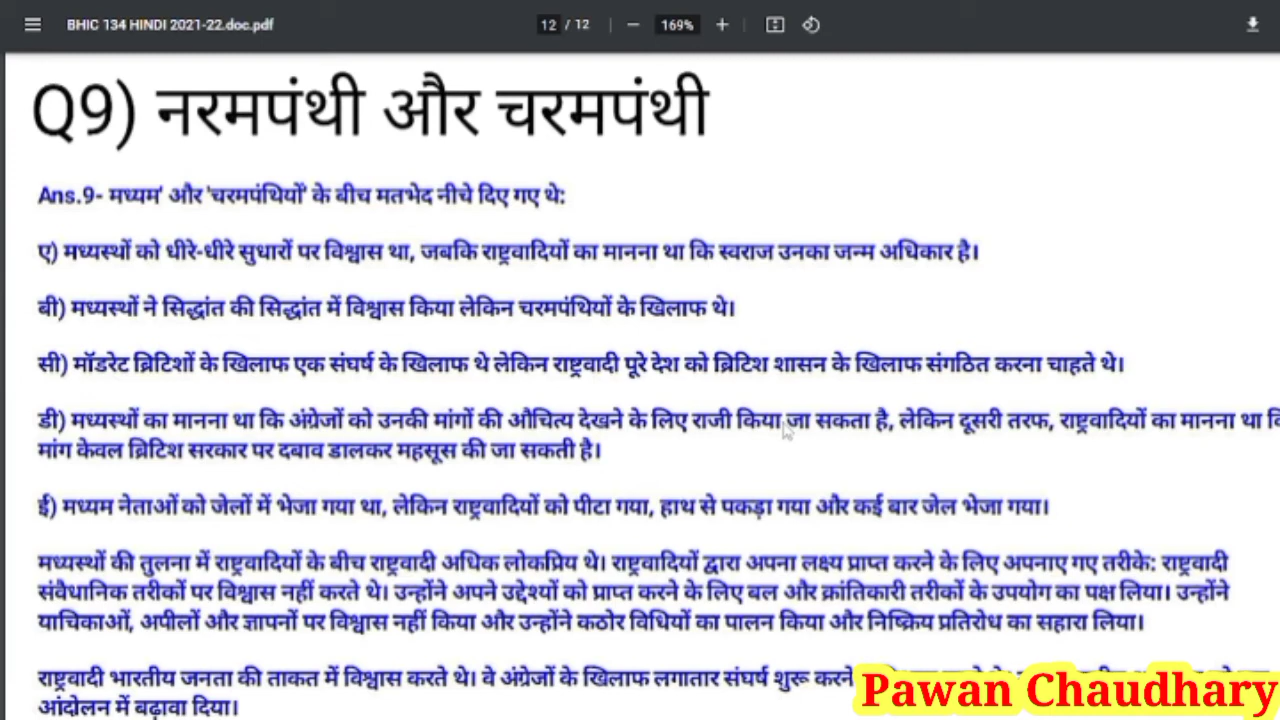 BHIC 134 HINDI 2021-22.doc.pdf
12 / 12
169%
Q9) नरमपंथी और चरमपंथी
Ans.9- मध्यम' और 'चरमपंथियों' के बीच मतभेद नीचे दिए गए थे:
ए) मध्यस्थों को धीरे-धीरे सुधारों पर विश्वास था, जबकि राष्ट्रवादियों का मानना था कि स्वराज उनका जन्म अधिकार है।
बी) मध्यस्थों ने सिद्धांत की सिद्धांत में विश्वास किया लेकिन चरमपंथियों के खिलाफ थे।
सी) मॉडरेट ब्रिटिशों के खिलाफ एक संघर्ष के खिलाफ थे लेकिन राष्ट्रवादी पूरे देश को ब्रिटिश शासन के खिलाफ संगठित करना चाहते थे।
डी) मध्यस्थों का मानना था कि अंग्रेजों को उनकी मांगों की औचित्य देखने के लिए राजी किया जा सकता है, लेकिन दूसरी तरफ, राष्ट्रवादियों का मानना था
मांग केवल ब्रिटिश सरकार पर दबाव डालकर महसूस की जा सकती है।
ई) मध्यम नेताओं को जेलों में भेजा गया था, लेकिन राष्ट्रवादियों को पीटा गया, हाथ से पकड़ा गया और कई बार जेल भेजा गया।
मध्यस्थों की तुलना में राष्ट्रवादियों के बीच राष्ट्रवादी अधिक लोकप्रिय थे। राष्ट्रवादियों द्वारा अपना लक्ष्य प्राप्त करने के लिए अपनाए गए तरीके: राष्ट्रवादी
संवैधानिक तरीकों पर विश्वास नहीं करते थे। उन्होंने अपने उद्देश्यों को प्राप्त करने के लिए बल और क्रांतिकारी तरीकों के उपयोग का पक्ष लिया। उन्होंने
याचिकाओं, अपीलों और ज्ञापनों पर विश्वास नहीं किया और उन्होंने कठोर विधियों का पालन किया और निष्क्रिय प्रतिरोध का सहारा लिया।
राष्ट्रवादी भारतीय जनता की ताकत में विश्वास करते थे। वे अंग्रेजों के खिलाफ लगातार संघर्ष शुरू करने
आंदोलन में बढ़ावा दिया।
Pawan Chaudhary